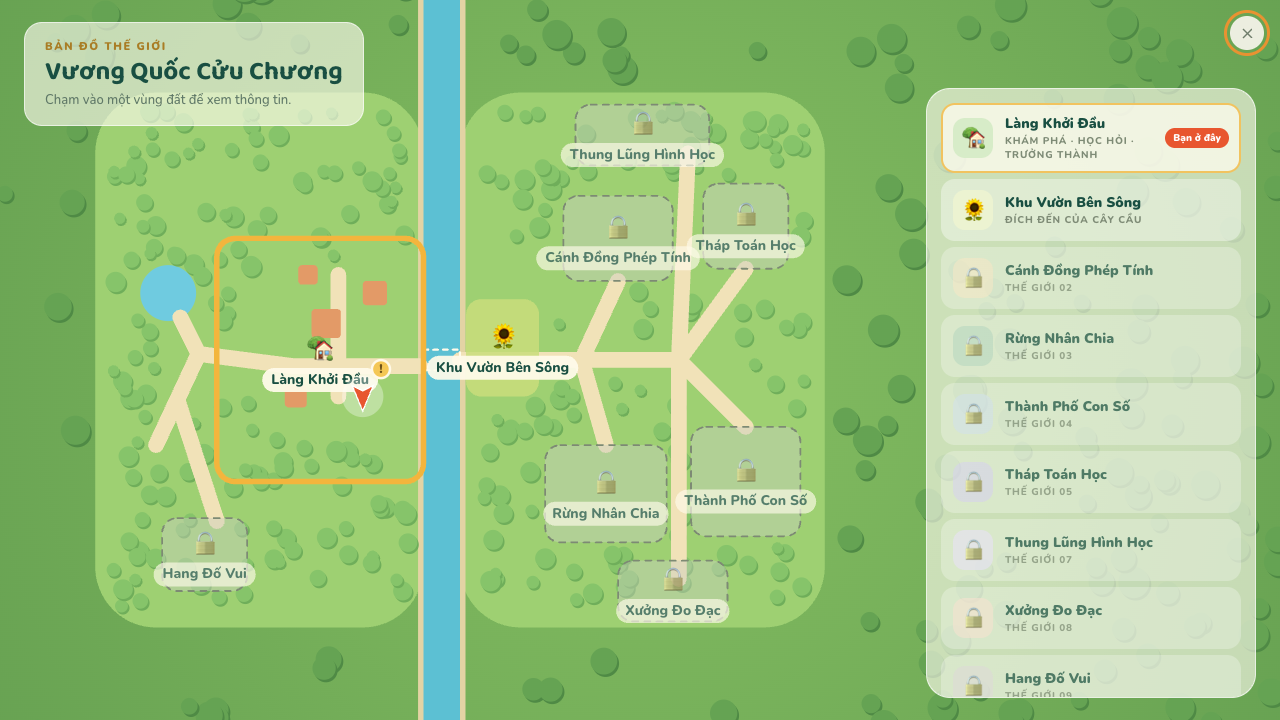 BẢN ĐỒ THẾ GIỚI
Vương Quốc Cửu Chương
Chạm vào một vùng đất để xem thông tin.
Thung Lũng Hình Học
Cánh Đồng Phép Tính
Tháp Toán Học
Khu Vườn Bên Sông
!
Làng Khởi Đầu
Rừng Nhân Chia
Thành Phố Con Số
Hang Đố Vui
Xưởng Đo Đạc
×
Làng Khởi Đầu
KHÁM PHÁ · HỌC HỎI ·
TRƯỞNG THÀNH
Bạn ở đây
Khu Vườn Bên Sông
ĐÍCH ĐẾN CỦA CÂY CẦU
Cánh Đồng Phép Tính
THẾ GIỚI 02
Rừng Nhân Chia
THẾ GIỚI 03
Thành Phố Con Số
THẾ GIỚI 04
Tháp Toán Học
THẾ GIỚI 05
Thung Lũng Hình Học
THẾ GIỚI 07
Xưởng Đo Đạc
THẾ GIỚI 08
Hang Đố Vui
THẾ GIỚI 09